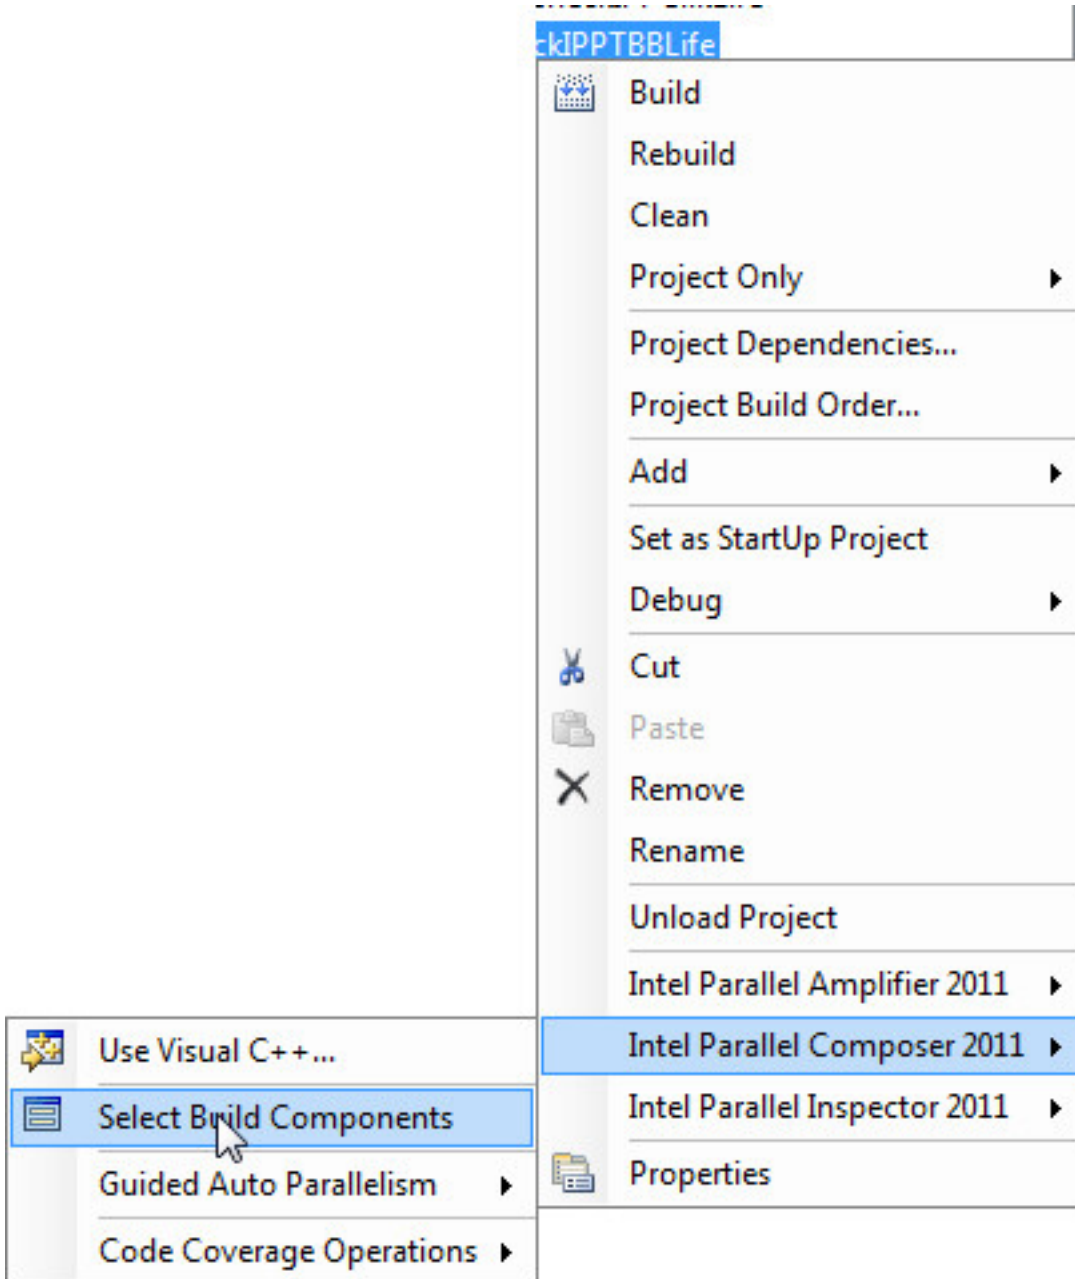 ckIPPTBBLife
Build
Rebuild
Clean
Project Only
Project Dependencies...
Project Build Order...
Add
Set as StartUp Project
Debug
Cut
Paste
Remove
Rename
Unload Project
Intel Parallel Amplifier 2011
Intel Parallel Composer 2011
Intel Parallel Inspector 2011
Properties
Use Visual C++...
Select Build Components
Guided Auto Parallelism
Code Coverage Operations